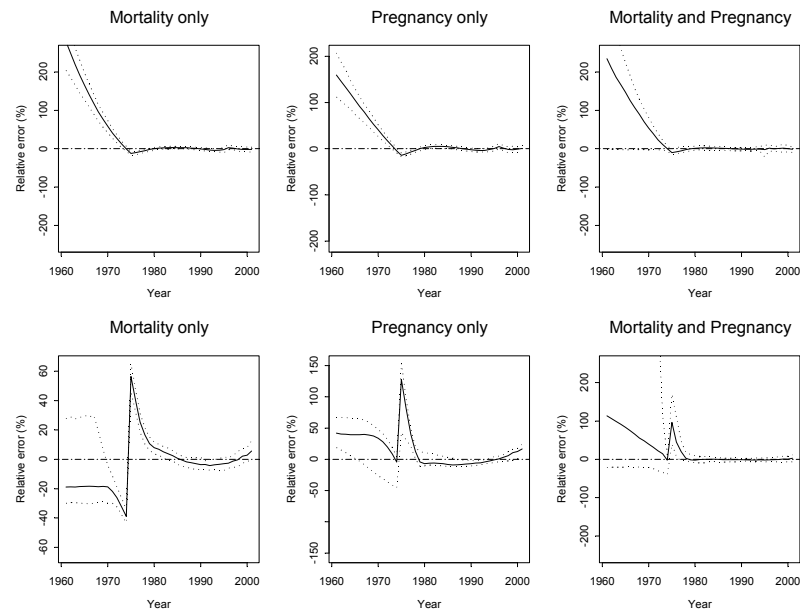 Mortality only
Pregnancy only
Mortality and Pregnancy
Relative error (%)
200
100
0
-100
-200
1960 1970 1980 1990 2000
Year
Relative error (%)
200
100
0
-100
-200
1960 1970 1980 1990 2000
Year
Relative error (%)
200
100
0
-100
-200
1960 1970 1980 1990 2000
Year
Mortality only
Pregnancy only
Mortality and Pregnancy
Relative error (%)
60
40
20
0
-20
-40
-60
1960 1970 1980 1990 2000
Year
Relative error (%)
150
100
50
0
-50
-150
1960 1970 1980 1990 2000
Year
Relative error (%)
200
100
0
-100
-200
1960 1970 1980 1990 2000
Year